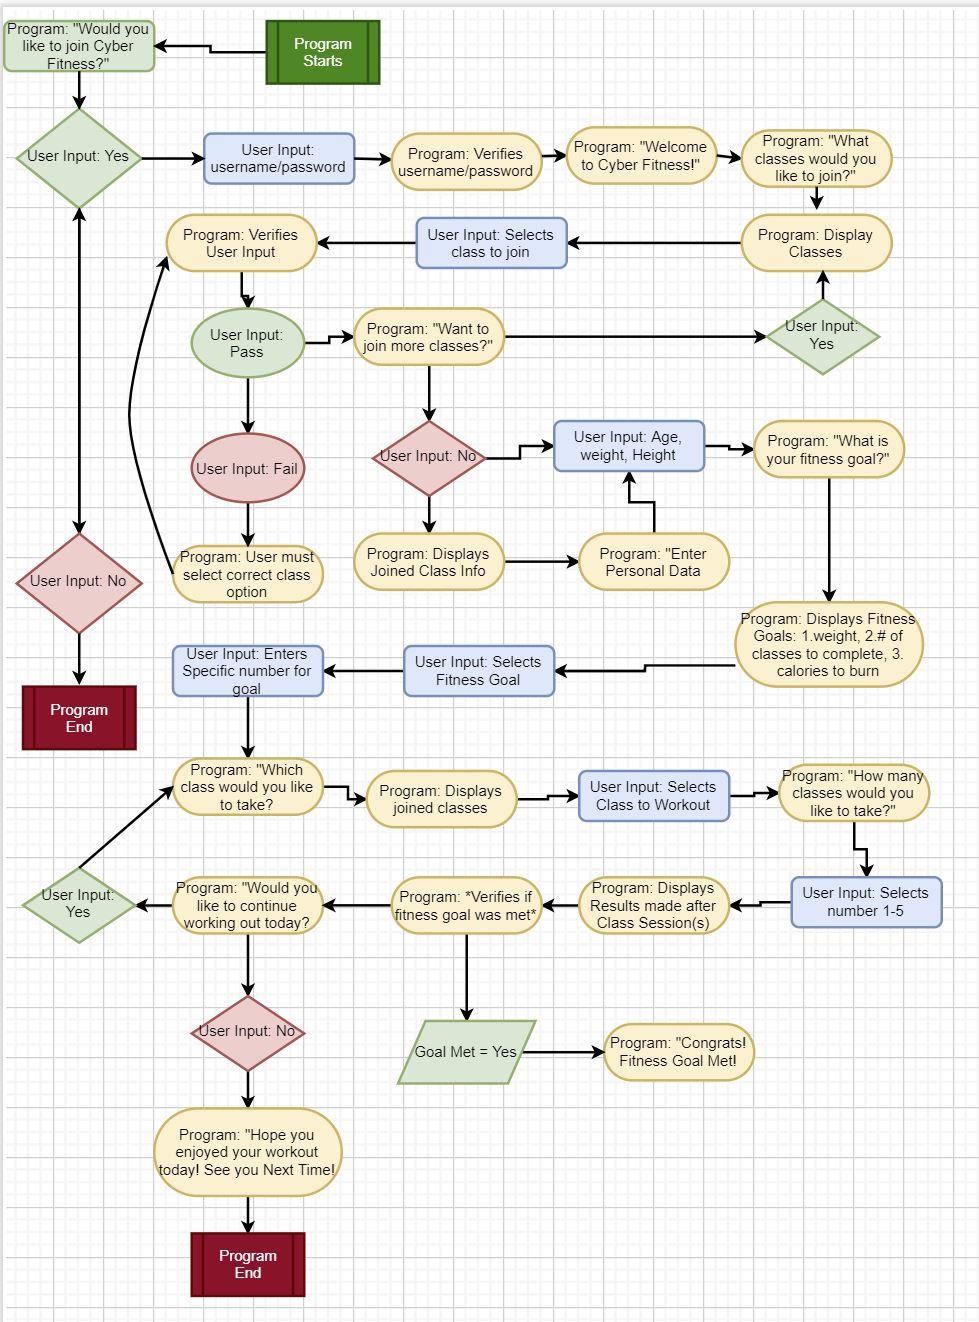 Program: "Would you
like to join Cyber
Fitness?"
Program
Starts
User Input: Yes
User Input:
username/password
Program: Verifies
username/password
Program: "Welcome
to Cyber Fitness!"
Program: "What
classes would you
like to join?"
Program: Verifies
User Input
User Input: Selects
class to join
Program: Display
Classes
User Input:
Pass
Program: "Want to
join more classes?"
User Input:
Yes
User Input: Fail
User Input: No
User Input: Age,
weight, Height
Program: "What is
your fitness goal?"
User Input: No
Program: User must
select correct class
option
Program: Displays
Joined Class Info
Program: "Enter
Personal Data
Program: Displays Fitness
Goals: 1.weight, 2.# of
classes to complete, 3.
calories to burn
User Input: Enters
Specific number for
goal
User Input: Selects
Fitness Goal
Program
End
Program: "Which
class would you like
to take?
Program: Displays
joined classes
User Input: Selects
Class to Workout
Program: "How many
classes would you
like to take?"
User Input:
Yes
Program: "Would you
like to continue
working out today?
Program: *Verifies if
fitness goal was met*
Program: Displays
Results made after
Class Session(s)
User Input: Selects
number 1-5
User Input: No
Goal Met = Yes
Program: "Congrats!
Fitness Goal Met!
Program: "Hope you
enjoyed your workout
today! See you Next Time!
Program
End